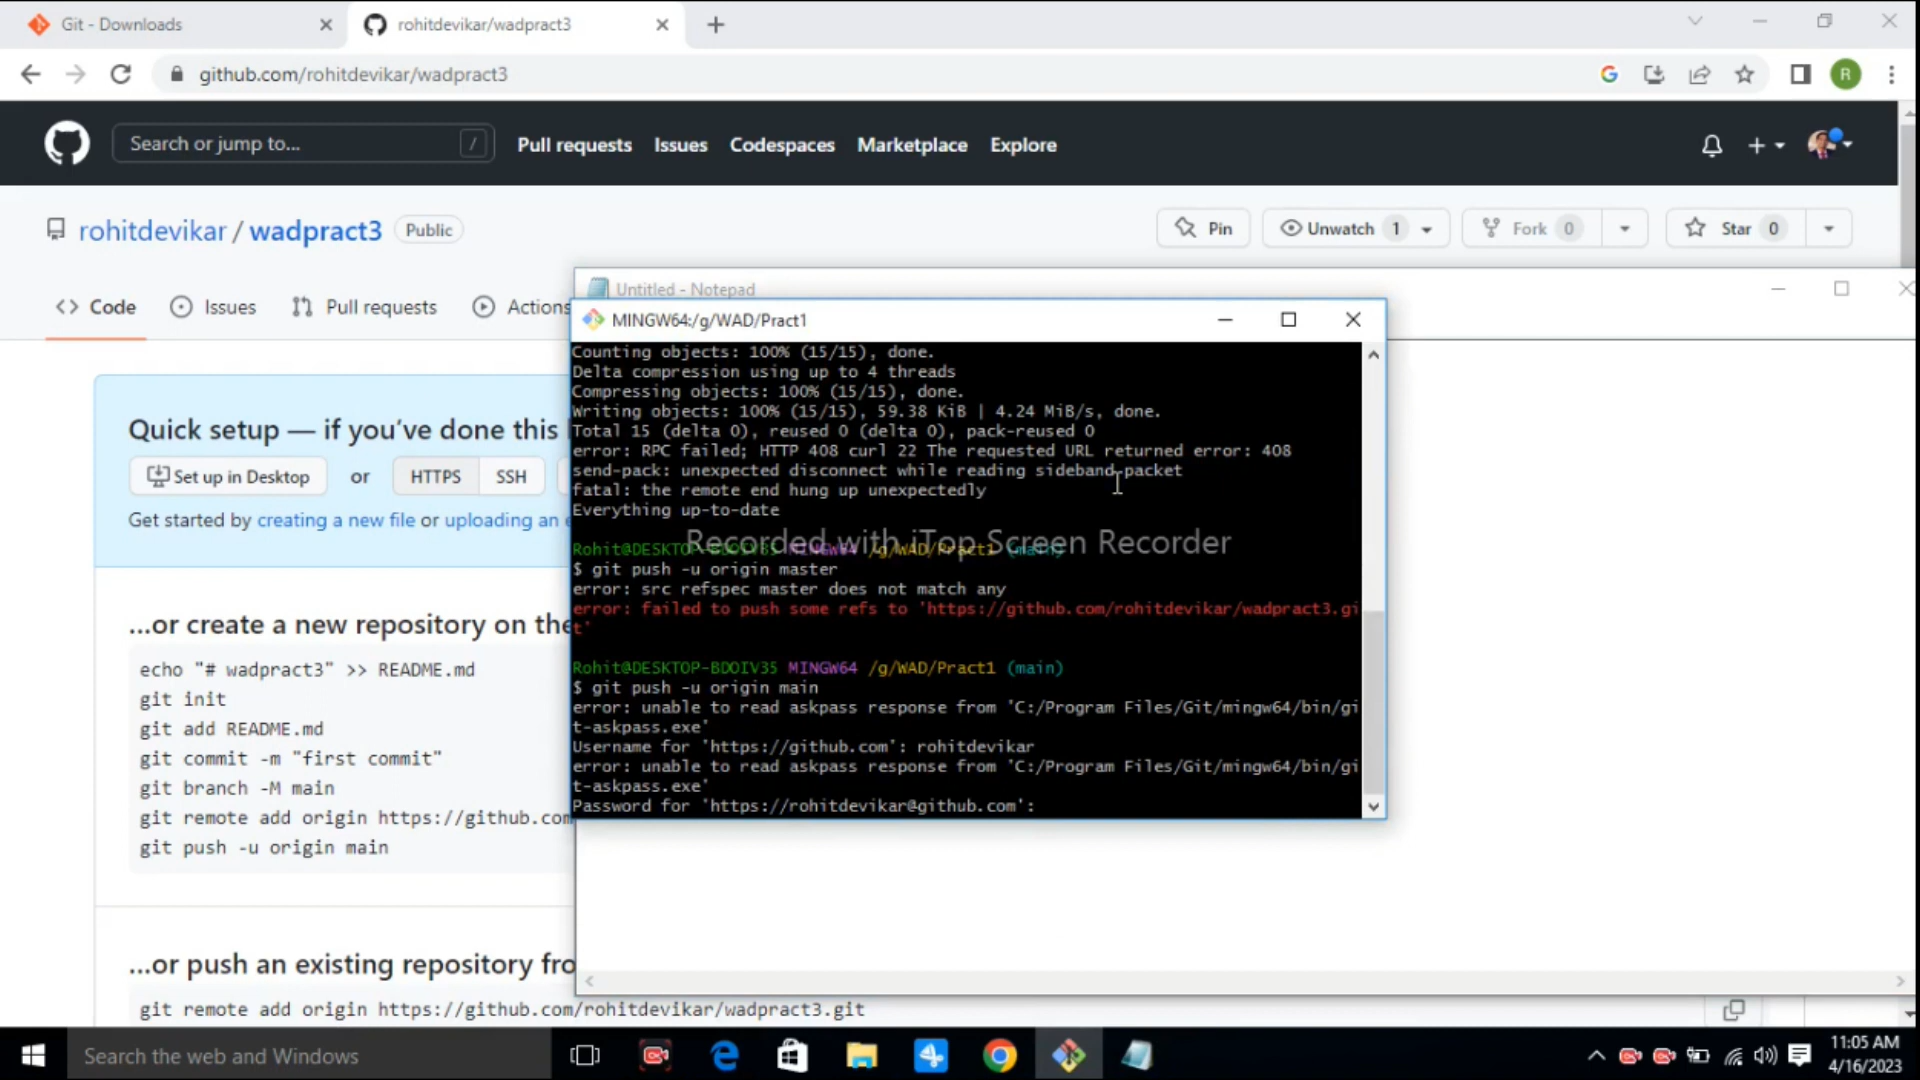 Git - Downloads
rohitdevikar/wadpract3
github.com/rohitdevikar/wadpract3
G
R
Search or jump to...
/
Pull requests
Issues
Codespaces
Marketplace
Explore
rohitdevikar / wadpract3
Public
Pin
Unwatch 1
Fork 0
Star 0
Code
Issues
Pull requests
Actions
Untitled - Notepad
MINGW64:/g/WAD/Pract1
Counting objects: 100% (15/15), done.
Delta compression using up to 4 threads
Compressing objects: 100% (15/15), done.
Writing objects: 100% (15/15), 59.38 KiB | 4.24 MiB/s, done.
Total 15 (delta 0), reused 0 (delta 0), pack-reused 0
error: RPC failed; HTTP 408 curl 22 The requested URL returned error: 408
send-pack: unexpected disconnect while reading sideband packet
fatal: the remote end hung up unexpectedly
Everything up-to-date
Rohit@DESKTOP-BDOIV35 MINGW64 /g/WAD/Pract1 (main)
Recorded with iTop Screen Recorder
$ git push -u origin master
error: src refspec master does not match any
error: failed to push some refs to 'https://github.com/rohitdevikar/wadpract3.gi
t'
Rohit@DESKTOP-BDOIV35 MINGW64 /g/WAD/Pract1 (main)
$ git push -u origin main
error: unable to read askpass response from 'C:/Program Files/Git/mingw64/bin/gi
t-askpass.exe'
Username for 'https://github.com': rohitdevikar
error: unable to read askpass response from 'C:/Program Files/Git/mingw64/bin/gi
t-askpass.exe'
Password for 'https://rohitdevikar@github.com':
Quick setup — if you've done this
Set up in Desktop
or
HTTPS
SSH
Get started by creating a new file or uploading an
...or create a new repository on the
echo "# wadpract3" >> README.md
git init
git add README.md
git commit -m "first commit"
git branch -M main
git remote add origin https://github.com
git push -u origin main
...or push an existing repository fro
git remote add origin https://github.com/rohitdevikar/wadpract3.git
Search the web and Windows
11:05 AM
4/16/2023